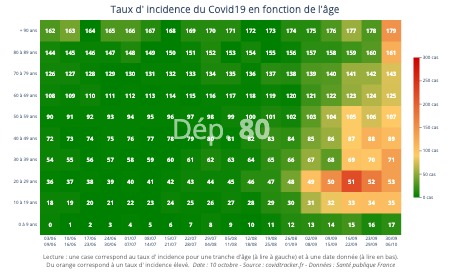 Taux d' incidence du Covid19 en fonction de l'âge
+ 90 ans 162 163 164 165 166 167 168 169 170 171 172 173 174 175 176 177 178 179
80 à 89 ans 144 145 146 147 148 149 150 151 152 153 154 155 156 157 158 159 160 161
70 à 79 ans 126 127 128 129 130 131 132 133 134 135 136 137 138 139 140 141 142 143
60 à 69 ans 108 109 110 111 112 113 114 115 116 117 118 119 120 121 122 123 124 125
50 à 59 ans 90 91 92 93 94 95 96 97 98 99 100 101 102 103 104 105 106 107
40 à 49 ans 72 73 74 75 76 77 78 79 80 81 82 83 84 85 86 87 88 89
30 à 39 ans 54 55 56 57 58 59 60 61 62 63 64 65 66 67 68 69 70 71
20 à 29 ans 36 37 38 39 40 41 42 43 44 45 46 47 48 49 50 51 52 53
10 à 19 ans 18 19 20 21 22 23 24 25 26 27 28 29 30 31 32 33 34 35
0 à 9 ans 0 1 2 3 4 5 6 7 8 9 10 11 12 13 14 15 16 17
Dép. 80
300 cas
250 cas
200 cas
150 cas
100 cas
50 cas
0 cas
Lecture : une case correspond au taux d' incidence pour une tranche d'âge (à lire à gauche) et à une date donnée (à lire en bas).
Du orange correspond à un taux d' incidence élevé. Date : 10 octobre - Source : covidtracker.fr - Données : Santé publique France